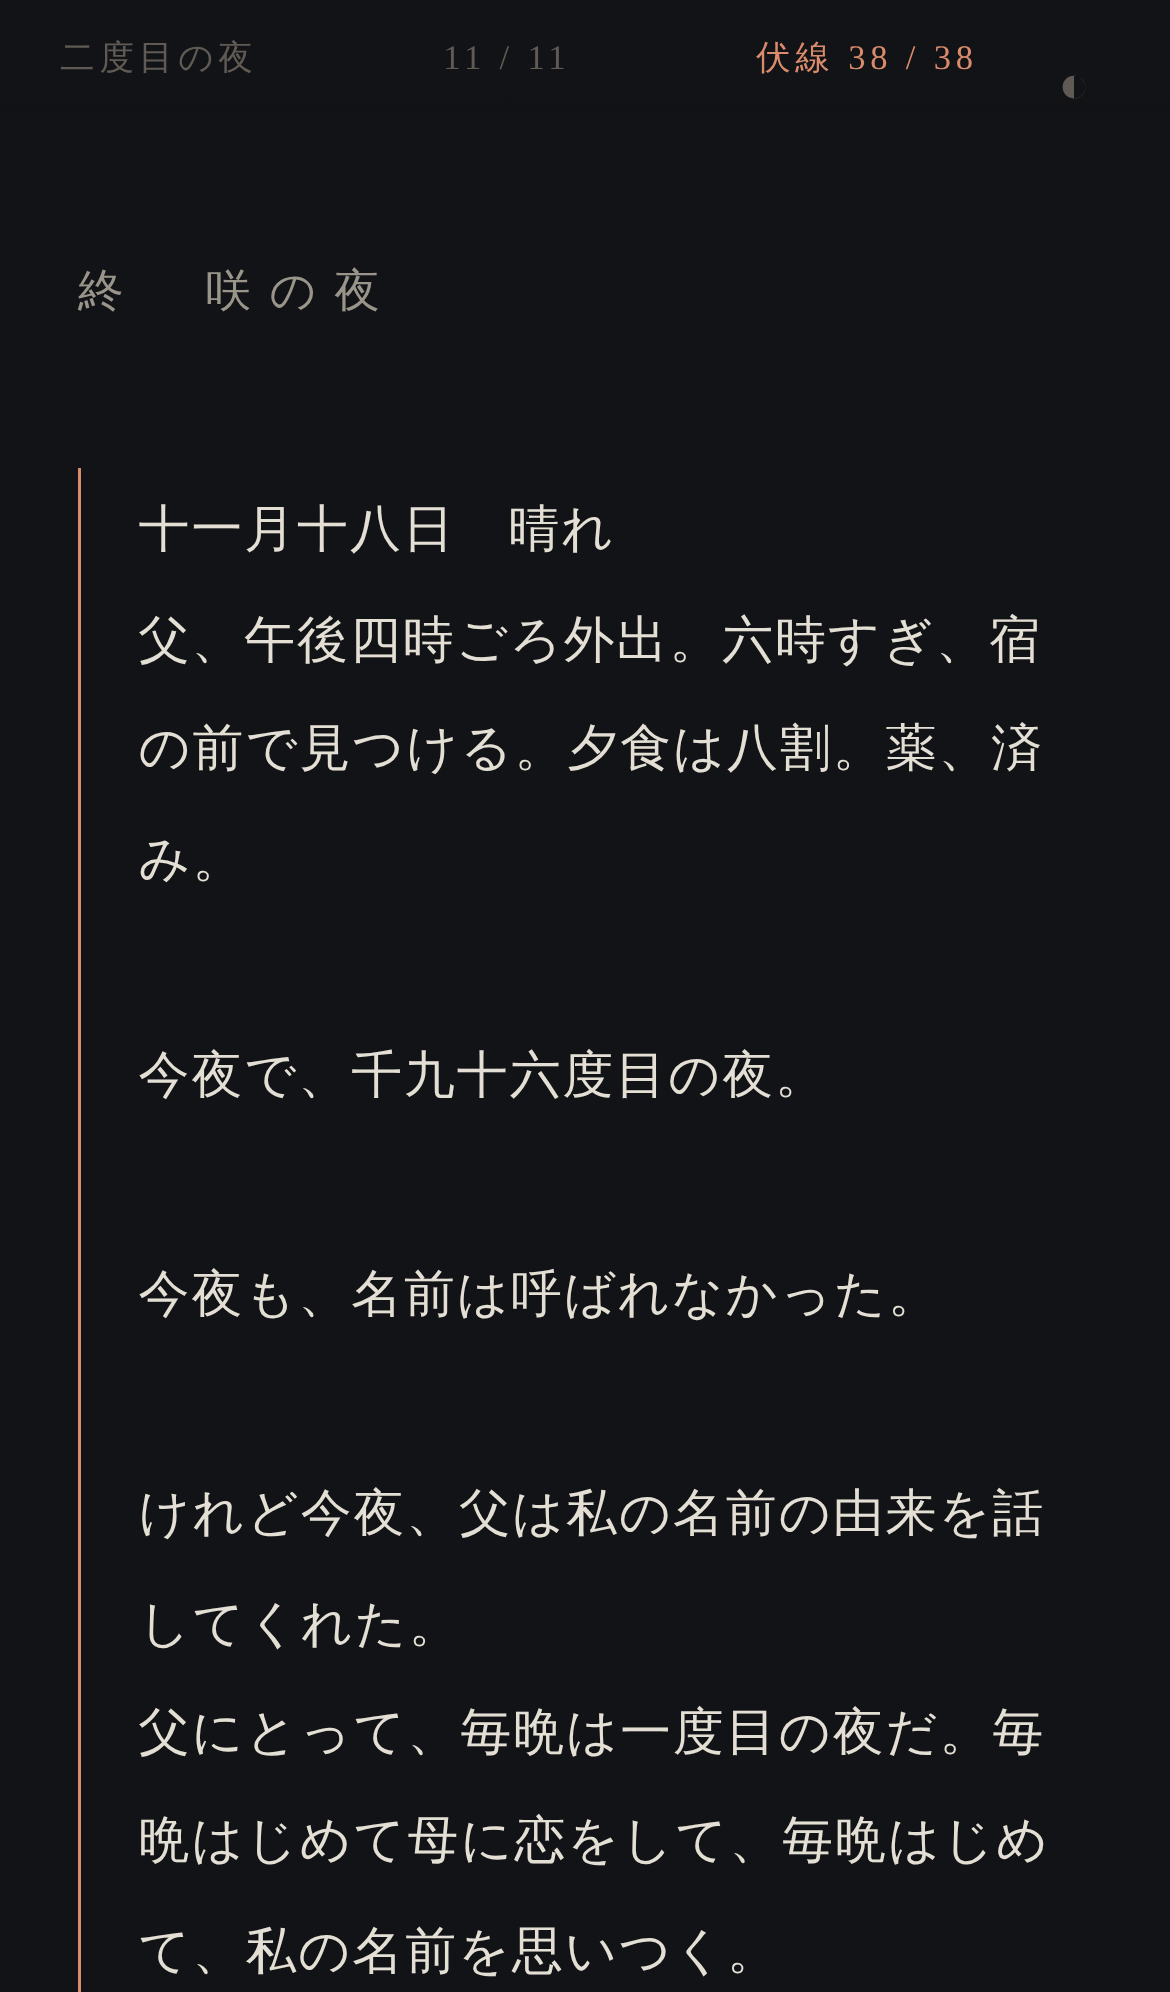 二度目の夜　11 / 11　伏線 38 / 38
終　咲の夜
十一月十八日　晴れ
父、午後四時ごろ外出。六時すぎ、宿
の前で見つける。夕食は八割。薬、済
み。
今夜で、千九十六度目の夜。
今夜も、名前は呼ばれなかった。
けれど今夜、父は私の名前の由来を話
してくれた。
父にとって、毎晩は一度目の夜だ。毎
晩はじめて母に恋をして、毎晩はじめ
て、私の名前を思いつく。